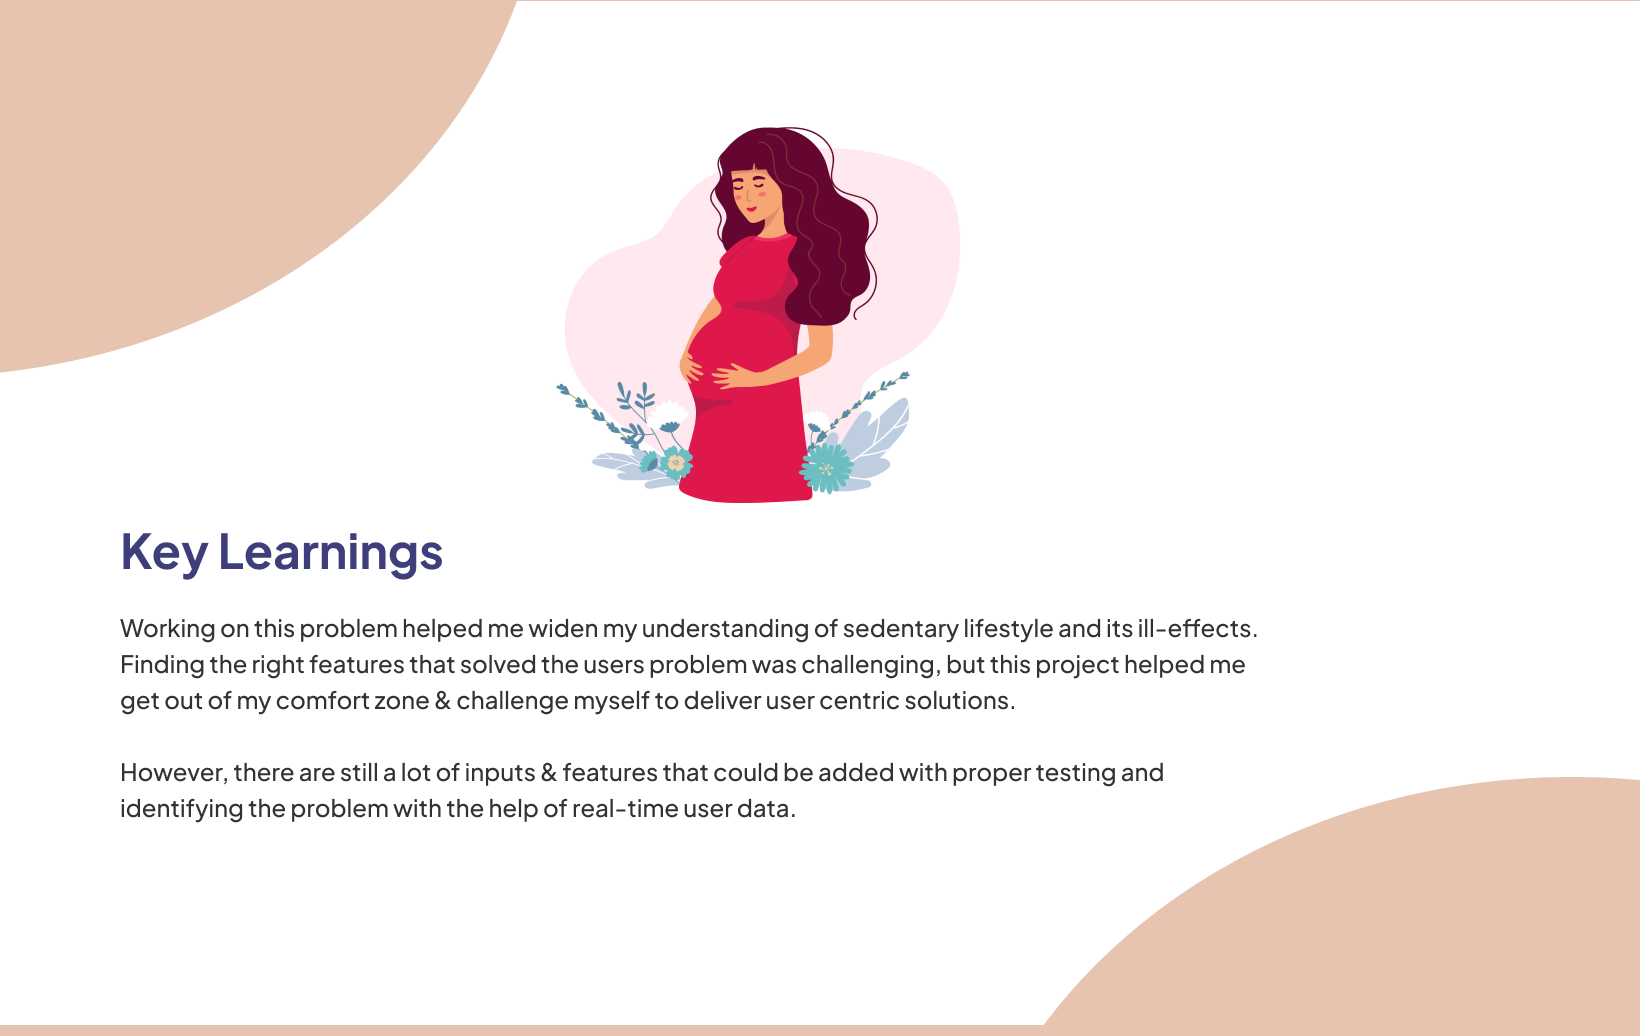 Key Learnings
Working on this problem helped me widen my understanding of sedentary lifestyle and its ill-effects.
Finding the right features that solved the users problem was challenging, but this project helped me
get out of my comfort zone & challenge myself to deliver user centric solutions.
However, there are still a lot of inputs & features that could be added with proper testing and
identifying the problem with the help of real-time user data.